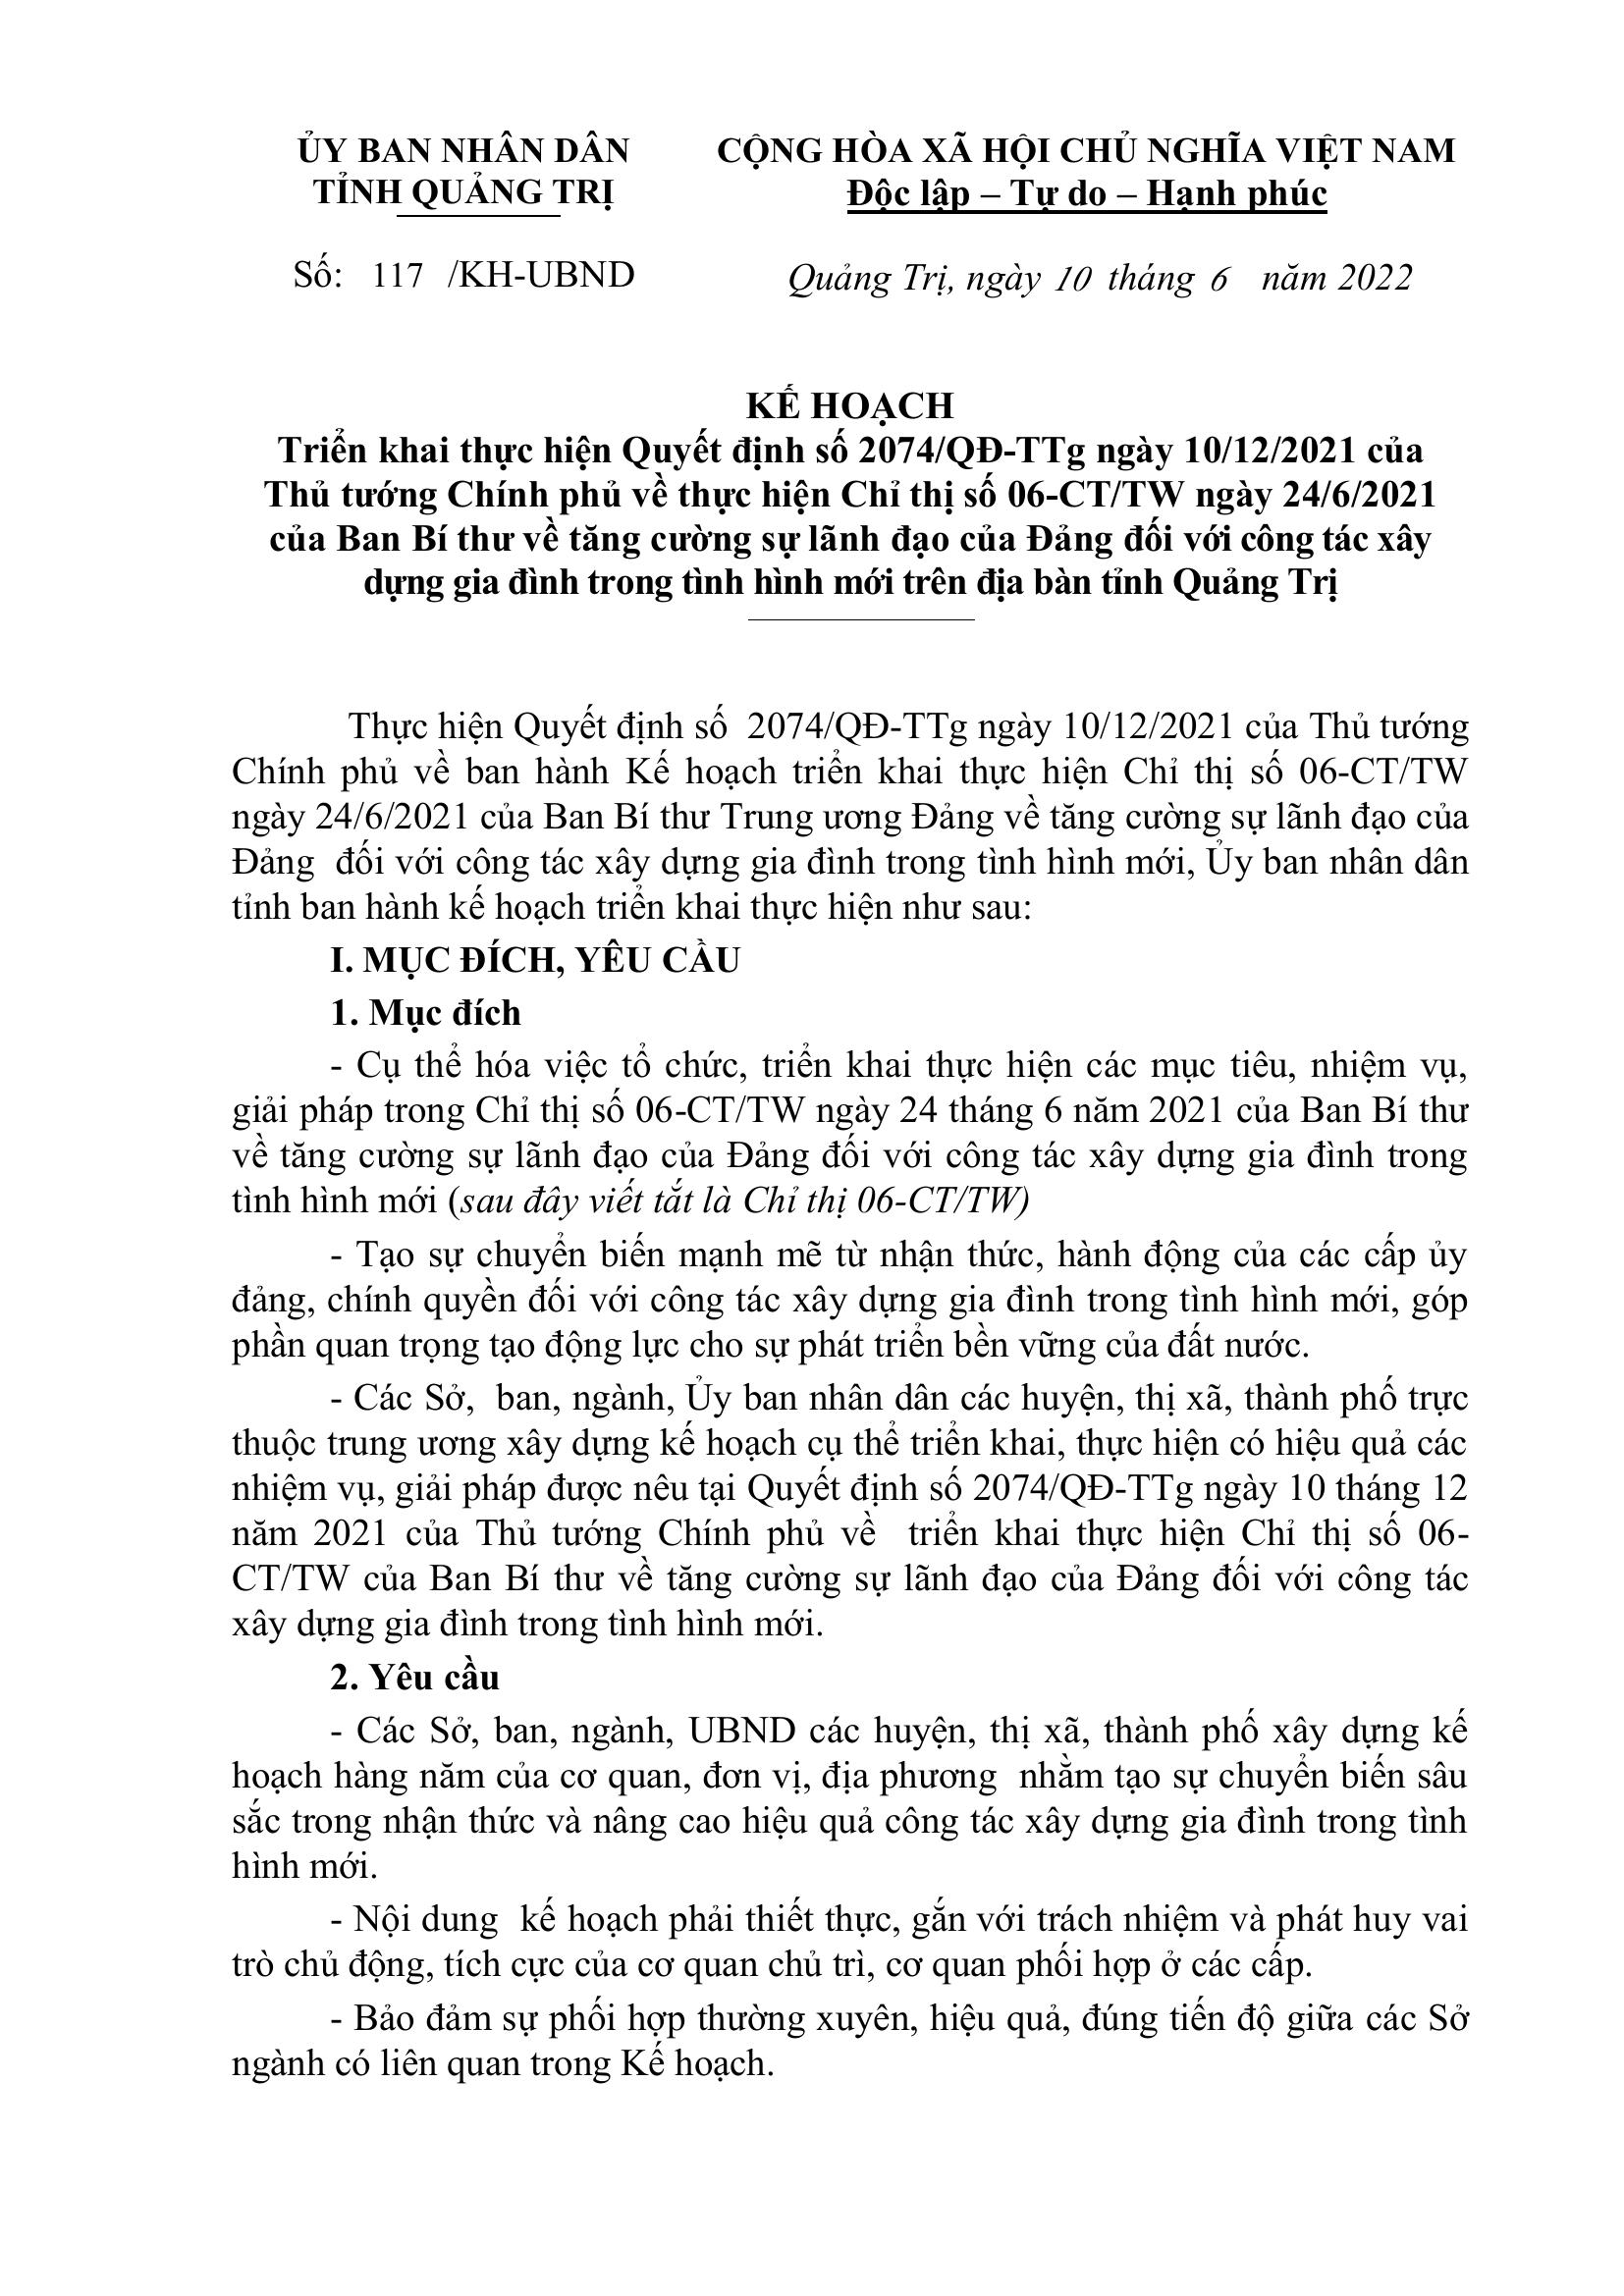 ỦY BAN NHÂN DÂN
TỈNH QUẢNG TRỊ
Số: 117 /KH-UBND
CỘNG HÒA XÃ HỘI CHỦ NGHĨA VIỆT NAM
Độc lập – Tự do – Hạnh phúc
Quảng Trị, ngày 10 tháng 6 năm 2022
KẾ HOẠCH
Triển khai thực hiện Quyết định số 2074/QĐ-TTg ngày 10/12/2021 của
Thủ tướng Chính phủ về thực hiện Chỉ thị số 06-CT/TW ngày 24/6/2021
của Ban Bí thư về tăng cường sự lãnh đạo của Đảng đối với công tác xây
dựng gia đình trong tình hình mới trên địa bàn tỉnh Quảng Trị
Thực hiện Quyết định số 2074/QĐ-TTg ngày 10/12/2021 của Thủ tướng
Chính phủ về ban hành Kế hoạch triển khai thực hiện Chỉ thị số 06-CT/TW
ngày 24/6/2021 của Ban Bí thư Trung ương Đảng về tăng cường sự lãnh đạo của
Đảng đối với công tác xây dựng gia đình trong tình hình mới, Ủy ban nhân dân
tỉnh ban hành kế hoạch triển khai thực hiện như sau:
I. MỤC ĐÍCH, YÊU CẦU
1. Mục đích
- Cụ thể hóa việc tổ chức, triển khai thực hiện các mục tiêu, nhiệm vụ,
giải pháp trong Chỉ thị số 06-CT/TW ngày 24 tháng 6 năm 2021 của Ban Bí thư
về tăng cường sự lãnh đạo của Đảng đối với công tác xây dựng gia đình trong
tình hình mới (sau đây viết tắt là Chỉ thị 06-CT/TW)
- Tạo sự chuyển biến mạnh mẽ từ nhận thức, hành động của các cấp ủy
đảng, chính quyền đối với công tác xây dựng gia đình trong tình hình mới, góp
phần quan trọng tạo động lực cho sự phát triển bền vững của đất nước.
- Các Sở, ban, ngành, Ủy ban nhân dân các huyện, thị xã, thành phố trực
thuộc trung ương xây dựng kế hoạch cụ thể triển khai, thực hiện có hiệu quả các
nhiệm vụ, giải pháp được nêu tại Quyết định số 2074/QĐ-TTg ngày 10 tháng 12
năm 2021 của Thủ tướng Chính phủ về triển khai thực hiện Chỉ thị số 06-
CT/TW của Ban Bí thư về tăng cường sự lãnh đạo của Đảng đối với công tác
xây dựng gia đình trong tình hình mới.
2. Yêu cầu
- Các Sở, ban, ngành, UBND các huyện, thị xã, thành phố xây dựng kế
hoạch hàng năm của cơ quan, đơn vị, địa phương nhằm tạo sự chuyển biến sâu
sắc trong nhận thức và nâng cao hiệu quả công tác xây dựng gia đình trong tình
hình mới.
- Nội dung kế hoạch phải thiết thực, gắn với trách nhiệm và phát huy vai
trò chủ động, tích cực của cơ quan chủ trì, cơ quan phối hợp ở các cấp.
- Bảo đảm sự phối hợp thường xuyên, hiệu quả, đúng tiến độ giữa các Sở
ngành có liên quan trong Kế hoạch.